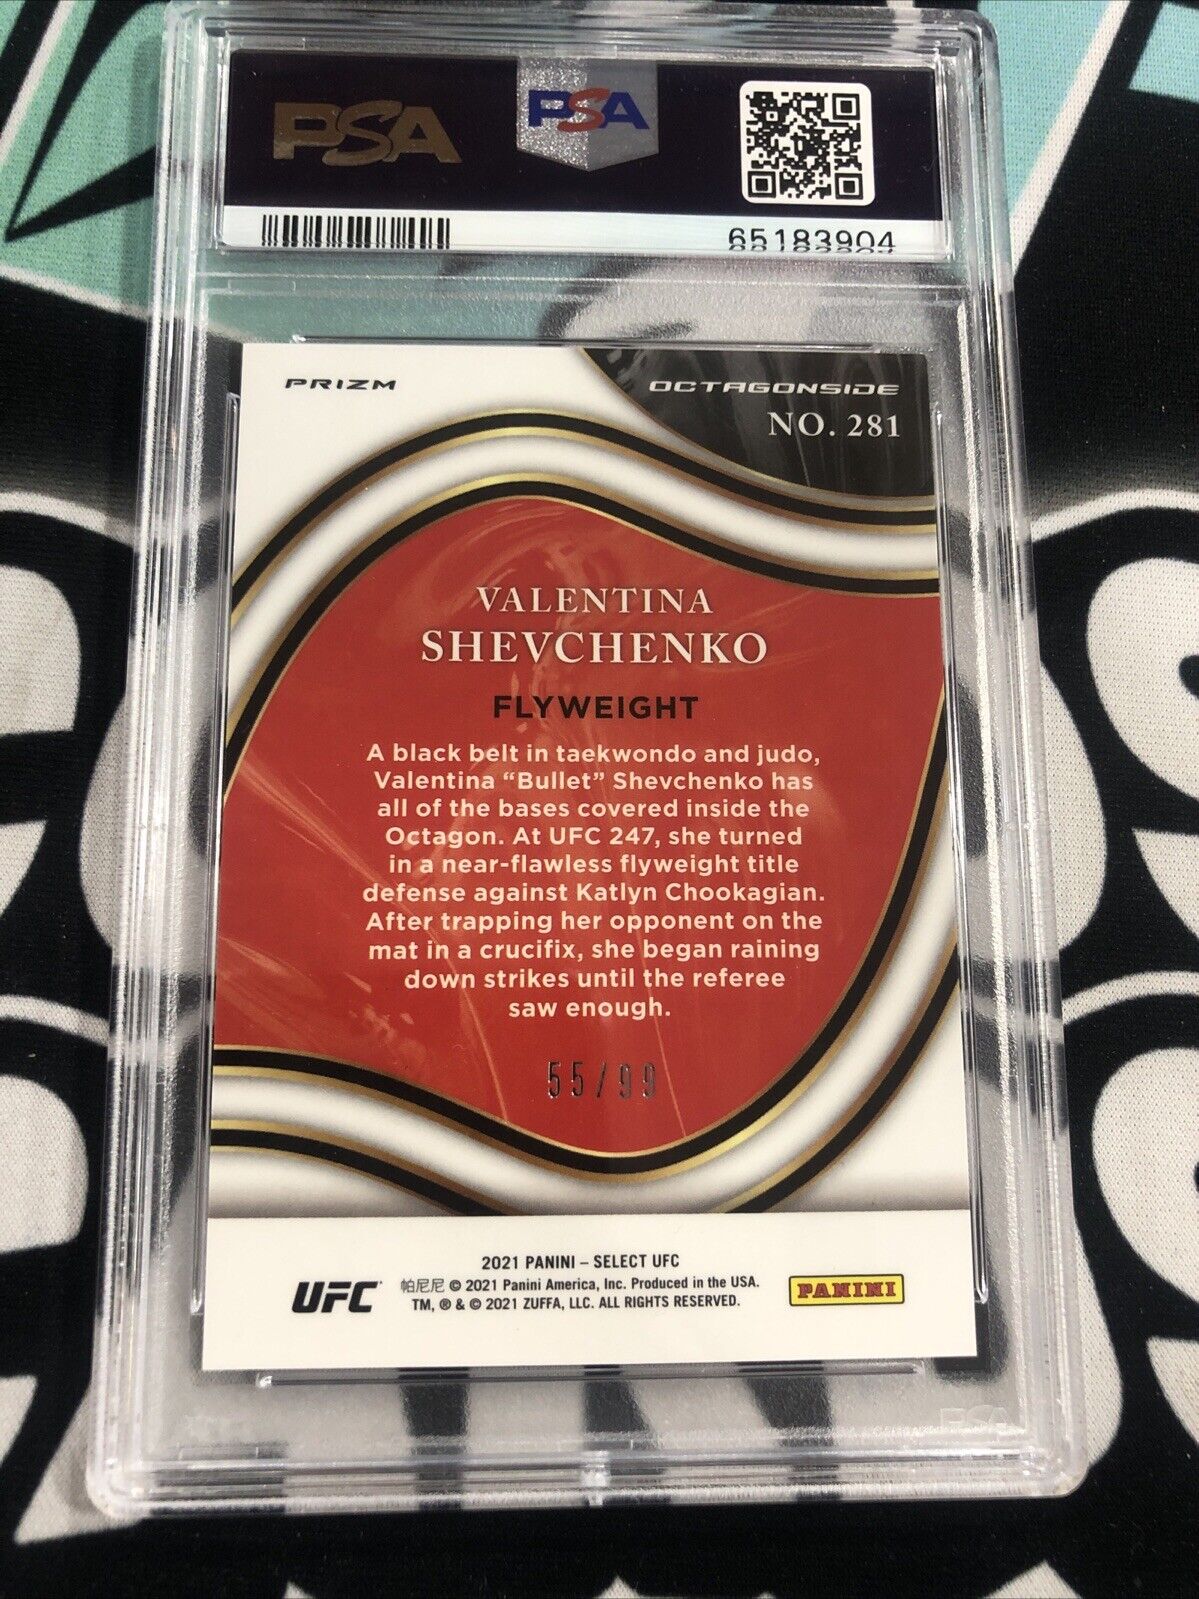 PSA
PSA
65183904
PRIZM
OCTAGONSIDE
NO. 281
VALENTINA
SHEVCHENKO
FLYWEIGHT
A black belt in taekwondo and judo,
Valentina “Bullet” Shevchenko has
all of the bases covered inside the
Octagon. At UFC 247, she turned
in a near-flawless flyweight title
defense against Katlyn Chookagian.
After trapping her opponent on the
mat in a crucifix, she began raining
down strikes until the referee
saw enough.
55/99
2021 PANINI – SELECT UFC
帕尼尼 © 2021 Panini America, Inc. Produced in the USA.
TM, ® & © 2021 ZUFFA, LLC. ALL RIGHTS RESERVED.
UFC
PANINI
PSA